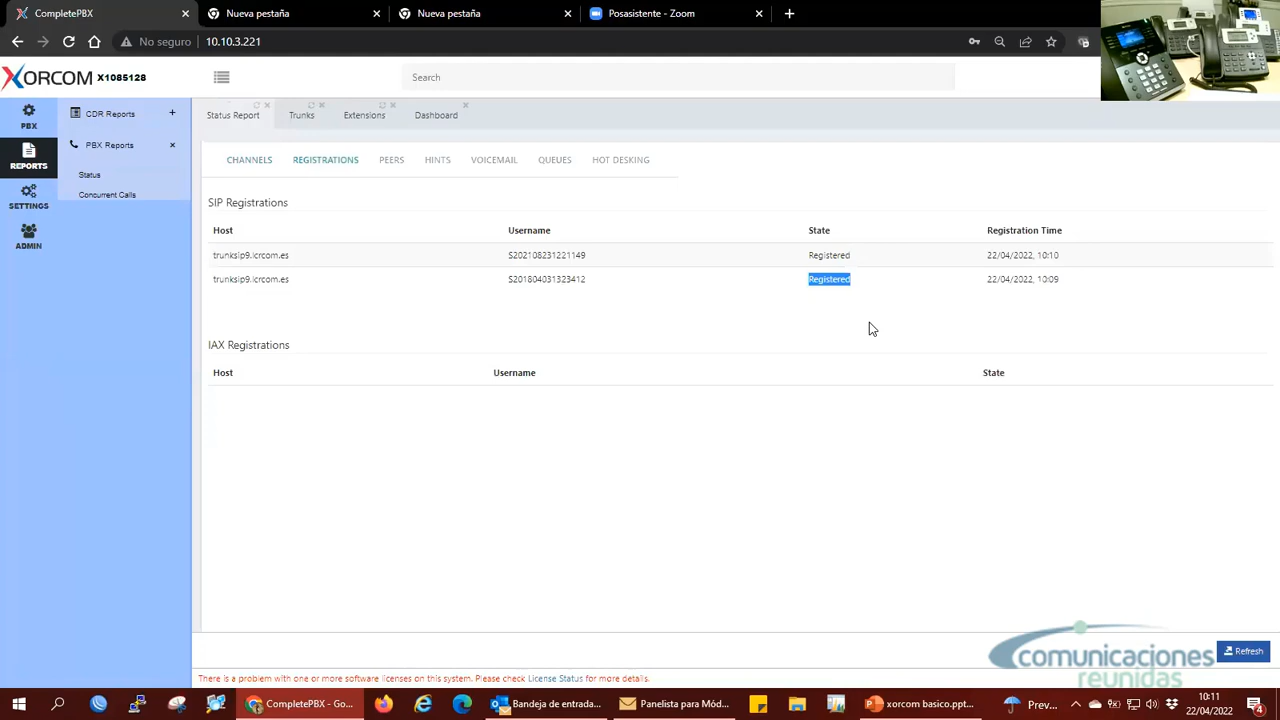 CompletePBX
Nueva pestaña
Nueva pestaña
Posasistente - Zoom
No seguro
10.10.3.221
XORCOM X1085128
Search
PBX
REPORTS
SETTINGS
ADMIN
CDR Reports +
PBX Reports ×
Status
Concurrent Calls
Status Report
Trunks
Extensions
Dashboard
CHANNELS
REGISTRATIONS
PEERS
HINTS
VOICEMAIL
QUEUES
HOT DESKING
SIP Registrations
Host Username State Registration Time
trunksip9.lcrcom.es S202108231221149 Registered 22/04/2022, 10:10
trunksip9.lcrcom.es S201804031323412 Registered 22/04/2022, 10:09
IAX Registrations
Host Username State
comunicaciones
reunidas
Refresh
There is a problem with one or more software licenses on this system. Please check License Status for more details.
CompletePBX - Go...
Bandeja de entrada...
Panelista para Mód...
xorcom basico.ppt...
Prev...
10:11
22/04/2022
4